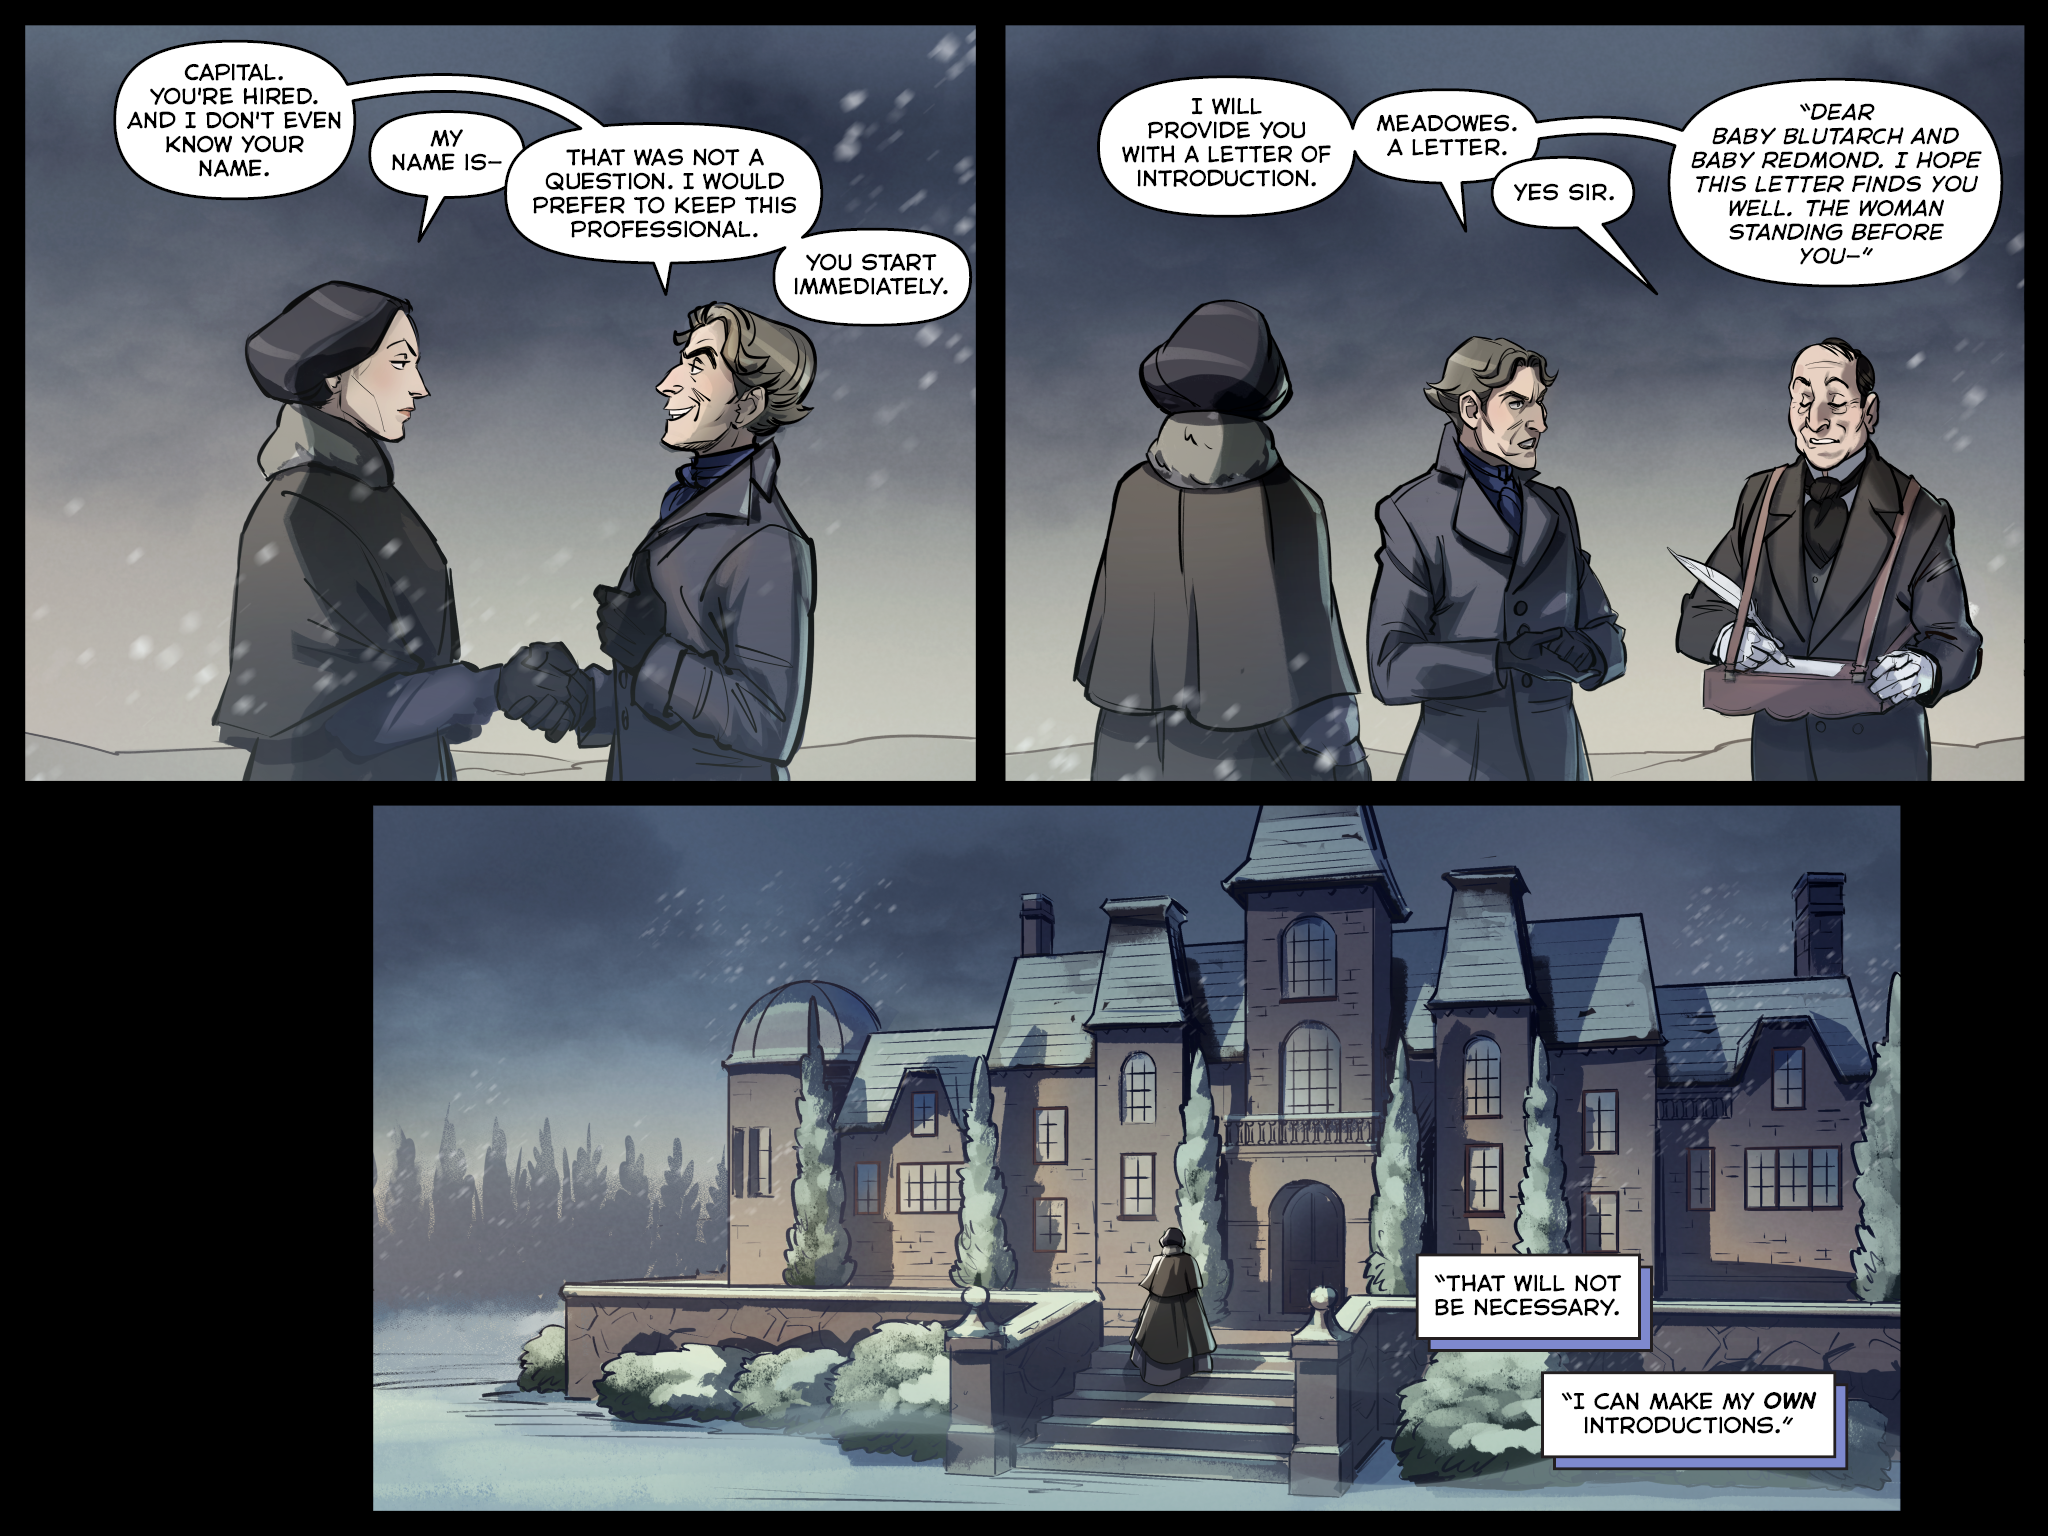 CAPITAL.
YOU'RE HIRED.
AND I DON'T EVEN
KNOW YOUR
NAME.
MY
NAME IS–
THAT WAS NOT A
QUESTION. I WOULD
PREFER TO KEEP THIS
PROFESSIONAL.
YOU START
IMMEDIATELY.
I WILL
PROVIDE YOU
WITH A LETTER OF
INTRODUCTION.
MEADOWES.
A LETTER.
YES SIR.
"DEAR
BABY BLUTARCH AND
BABY REDMOND. I HOPE
THIS LETTER FINDS YOU
WELL. THE WOMAN
STANDING BEFORE
YOU–"
"THAT WILL NOT
BE NECESSARY.
"I CAN MAKE MY OWN
INTRODUCTIONS."